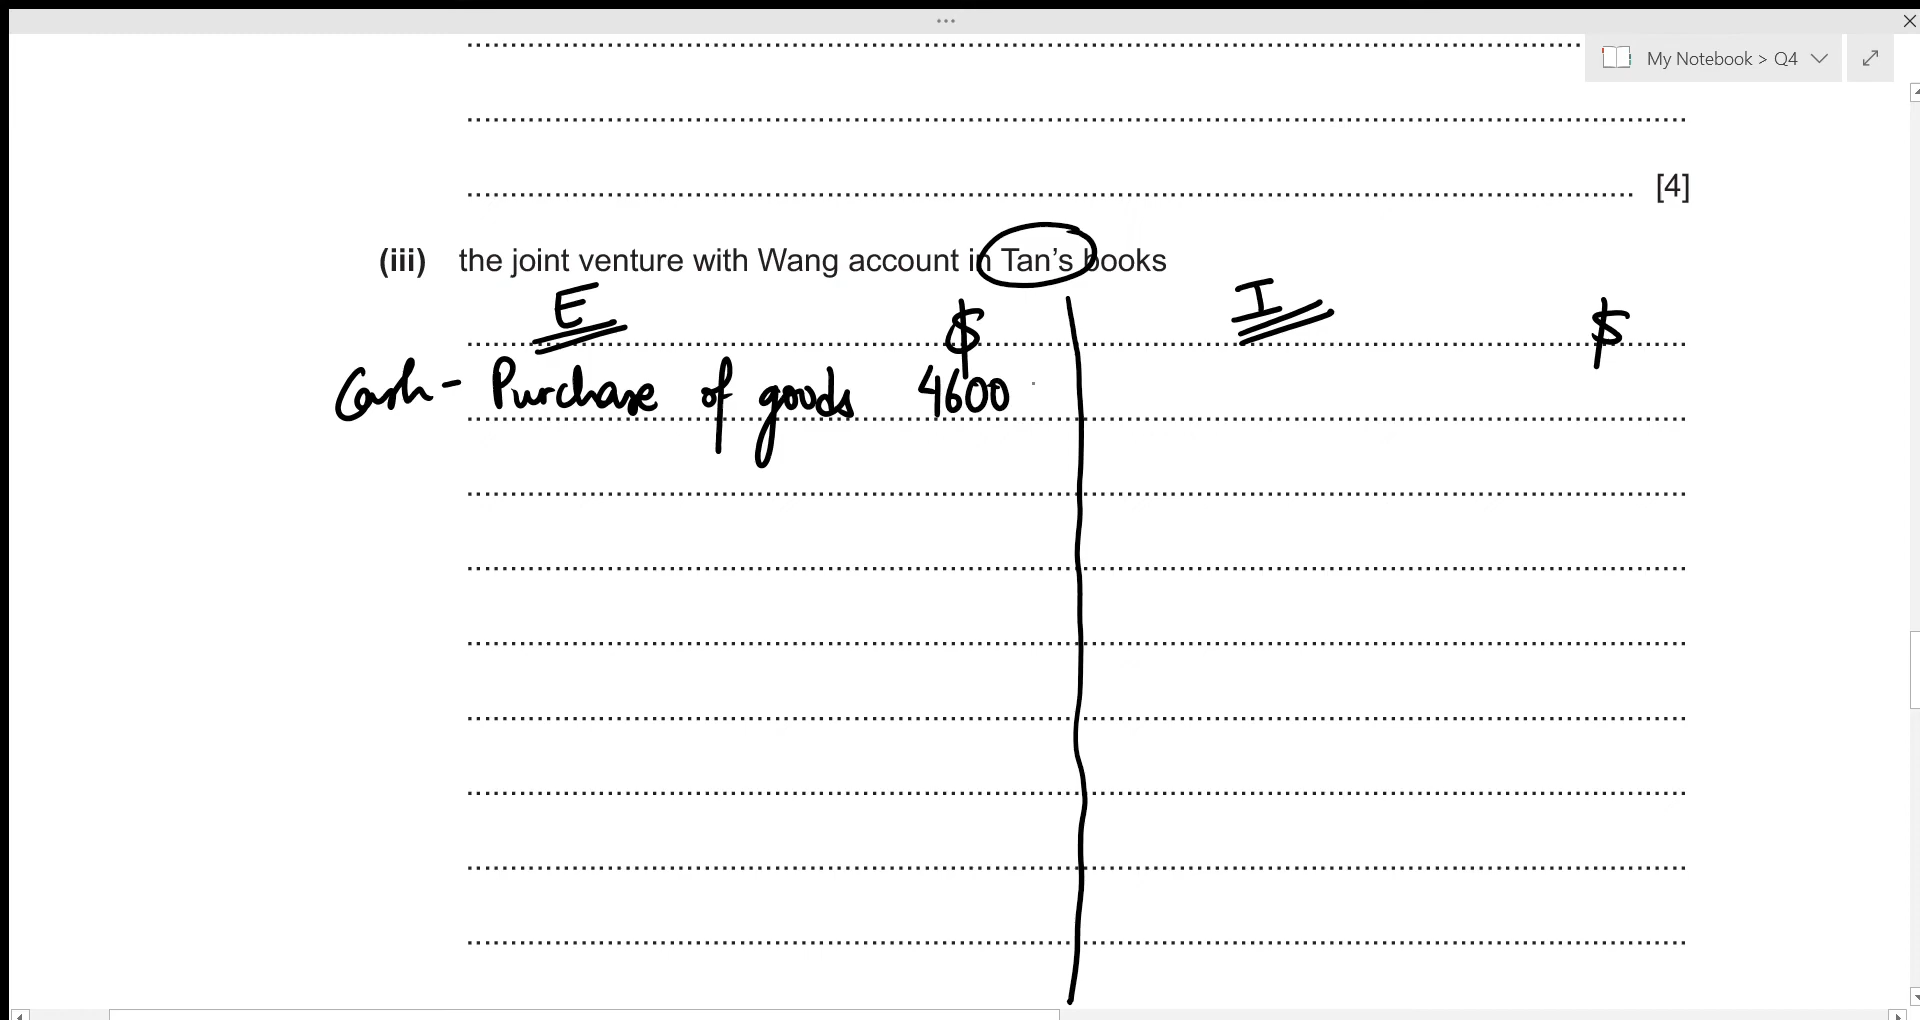 My Notebook > Q4
[4]
(iii) the joint venture with Wang account in Tan's books
E $ I $
Cash - Purchase of goods 4600